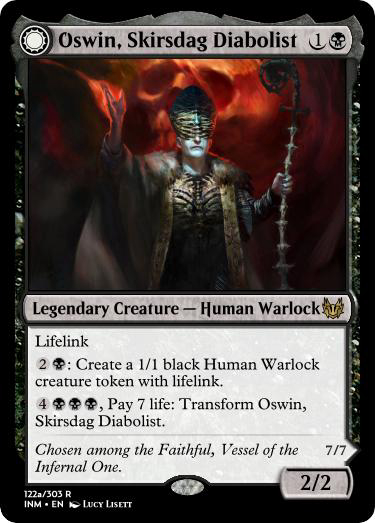 Oswin, Skirsdag Diabolist 1
Legendary Creature — Human Warlock
Lifelink
2: Create a 1/1 black Human Warlock
creature token with lifelink.
4, Pay 7 life: Transform Oswin,
Skirsdag Diabolist.
Chosen among the Faithful, Vessel of the
Infernal One.
7/7
2/2
122a/303 R
INM • EN Lucy Lisett